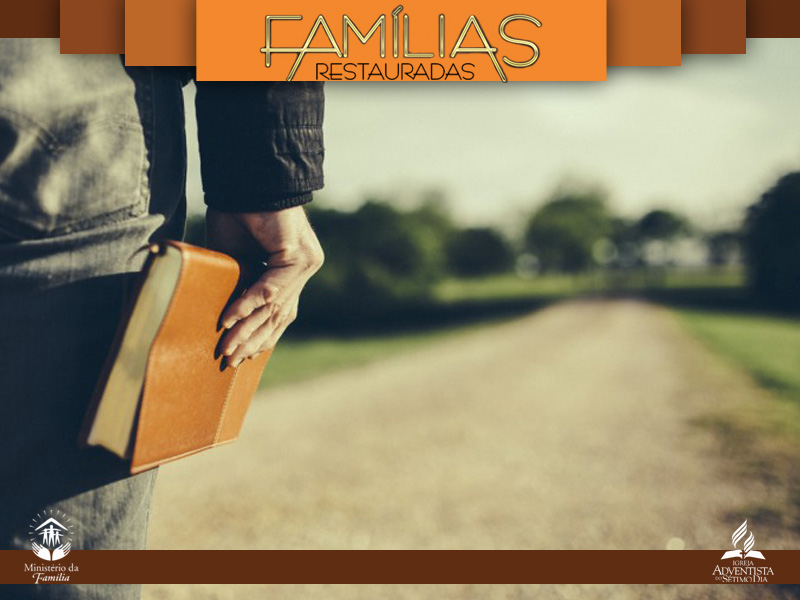 FAMÍLIAS
RESTAURADAS
Ministério da
Família
IGREJA
ADVENTISTA
DO SÉTIMO DIA